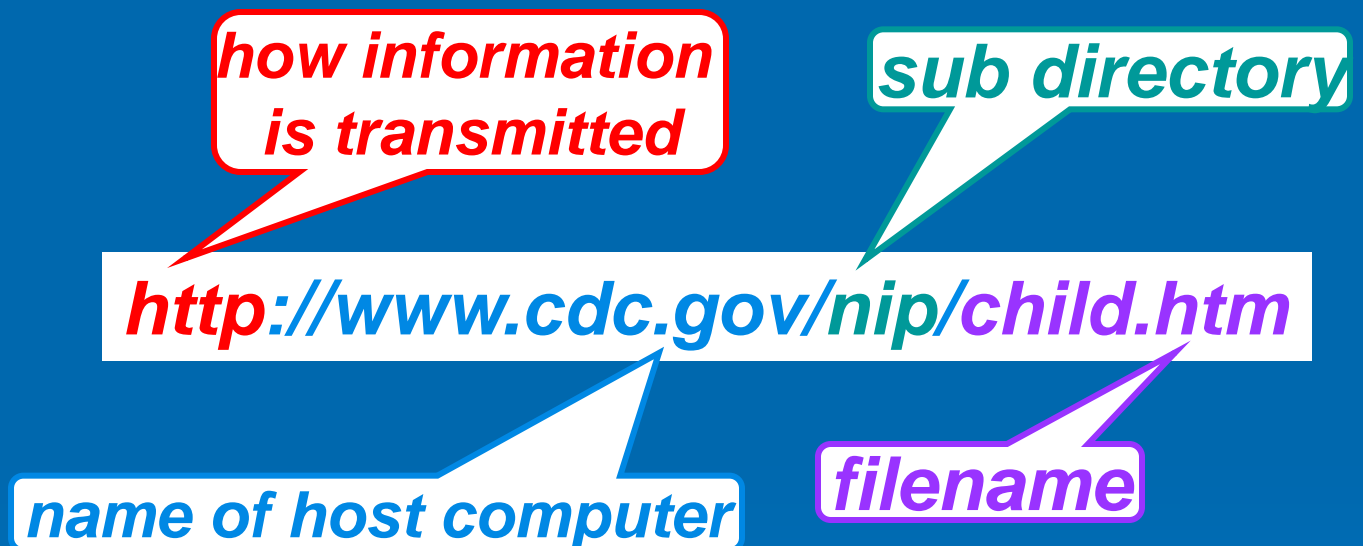 how information
is transmitted
sub directory
http://www.cdc.gov/nip/child.htm
name of host computer
filename